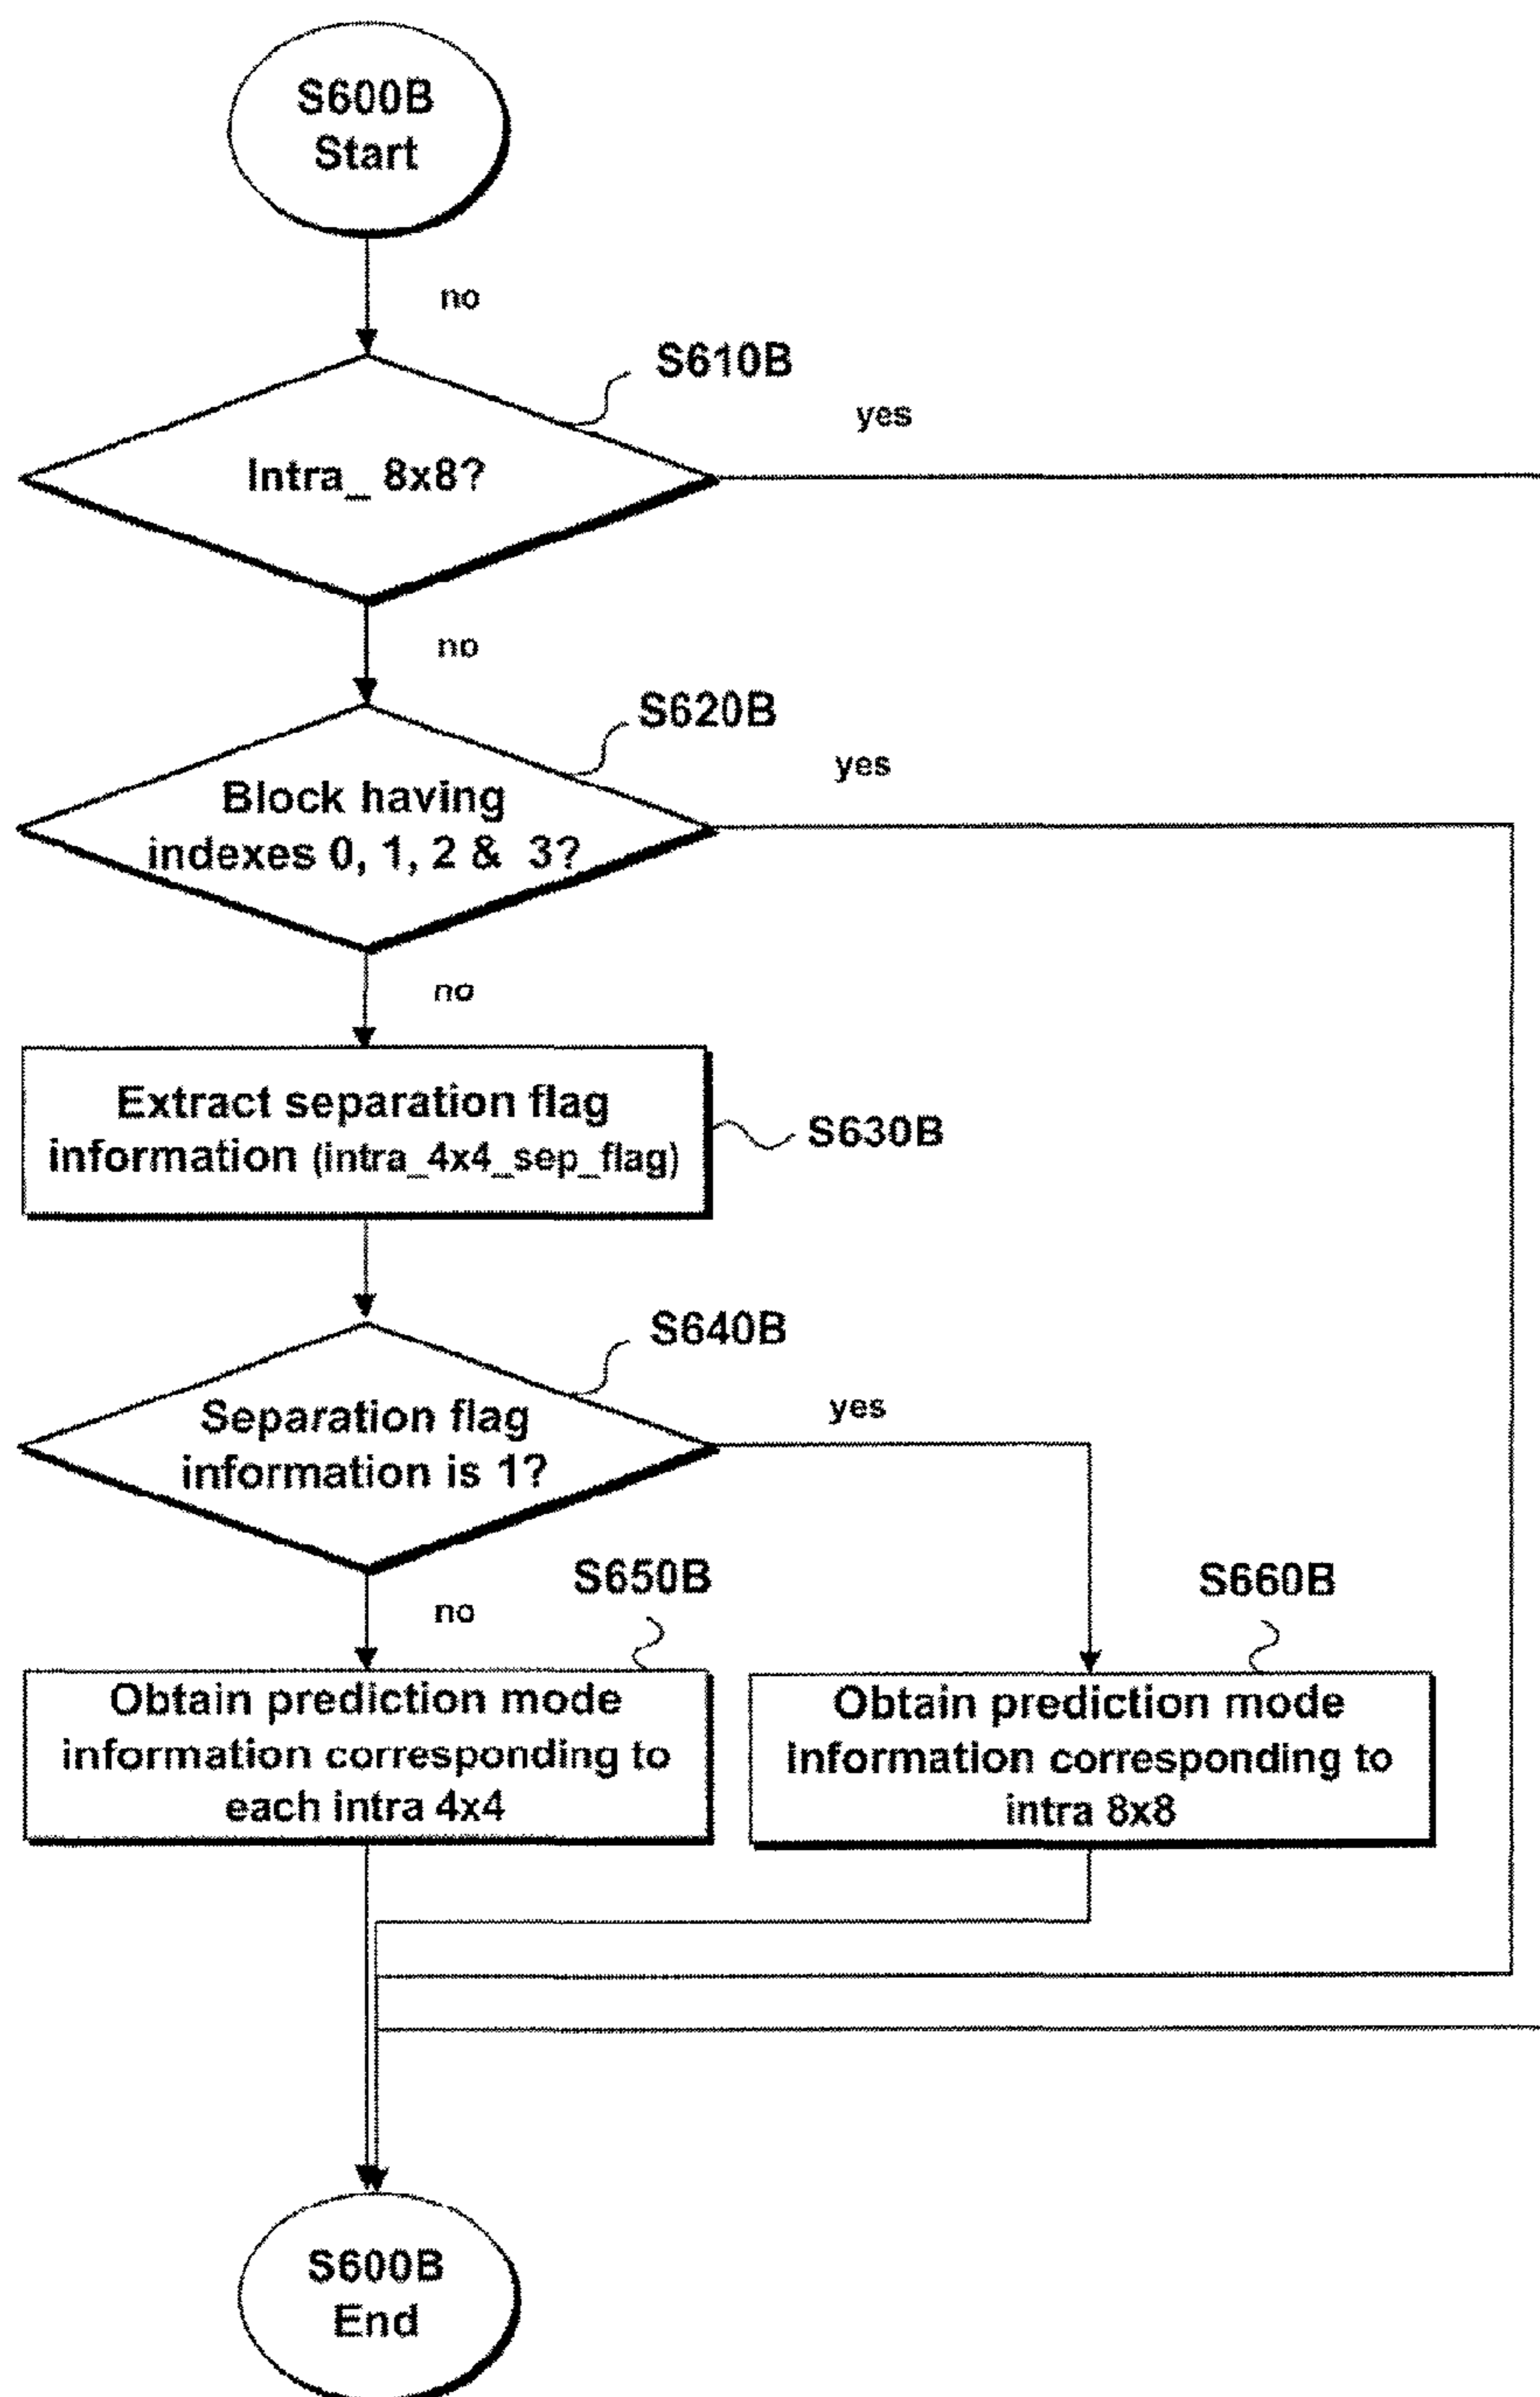 S600B
Start
no
S610B
yes
Intra_ 8x8?
no
S620B
yes
Block having
indexes 0, 1, 2 & 3?
no
Extract separation flag
information (intra_4x4_sep_flag)
S630B
S640B
Separation flag
information is 1?
yes
no
S650B
S660B
Obtain prediction mode
information corresponding to
each intra 4x4
Obtain prediction mode
information corresponding to
intra 8x8
S600B
End